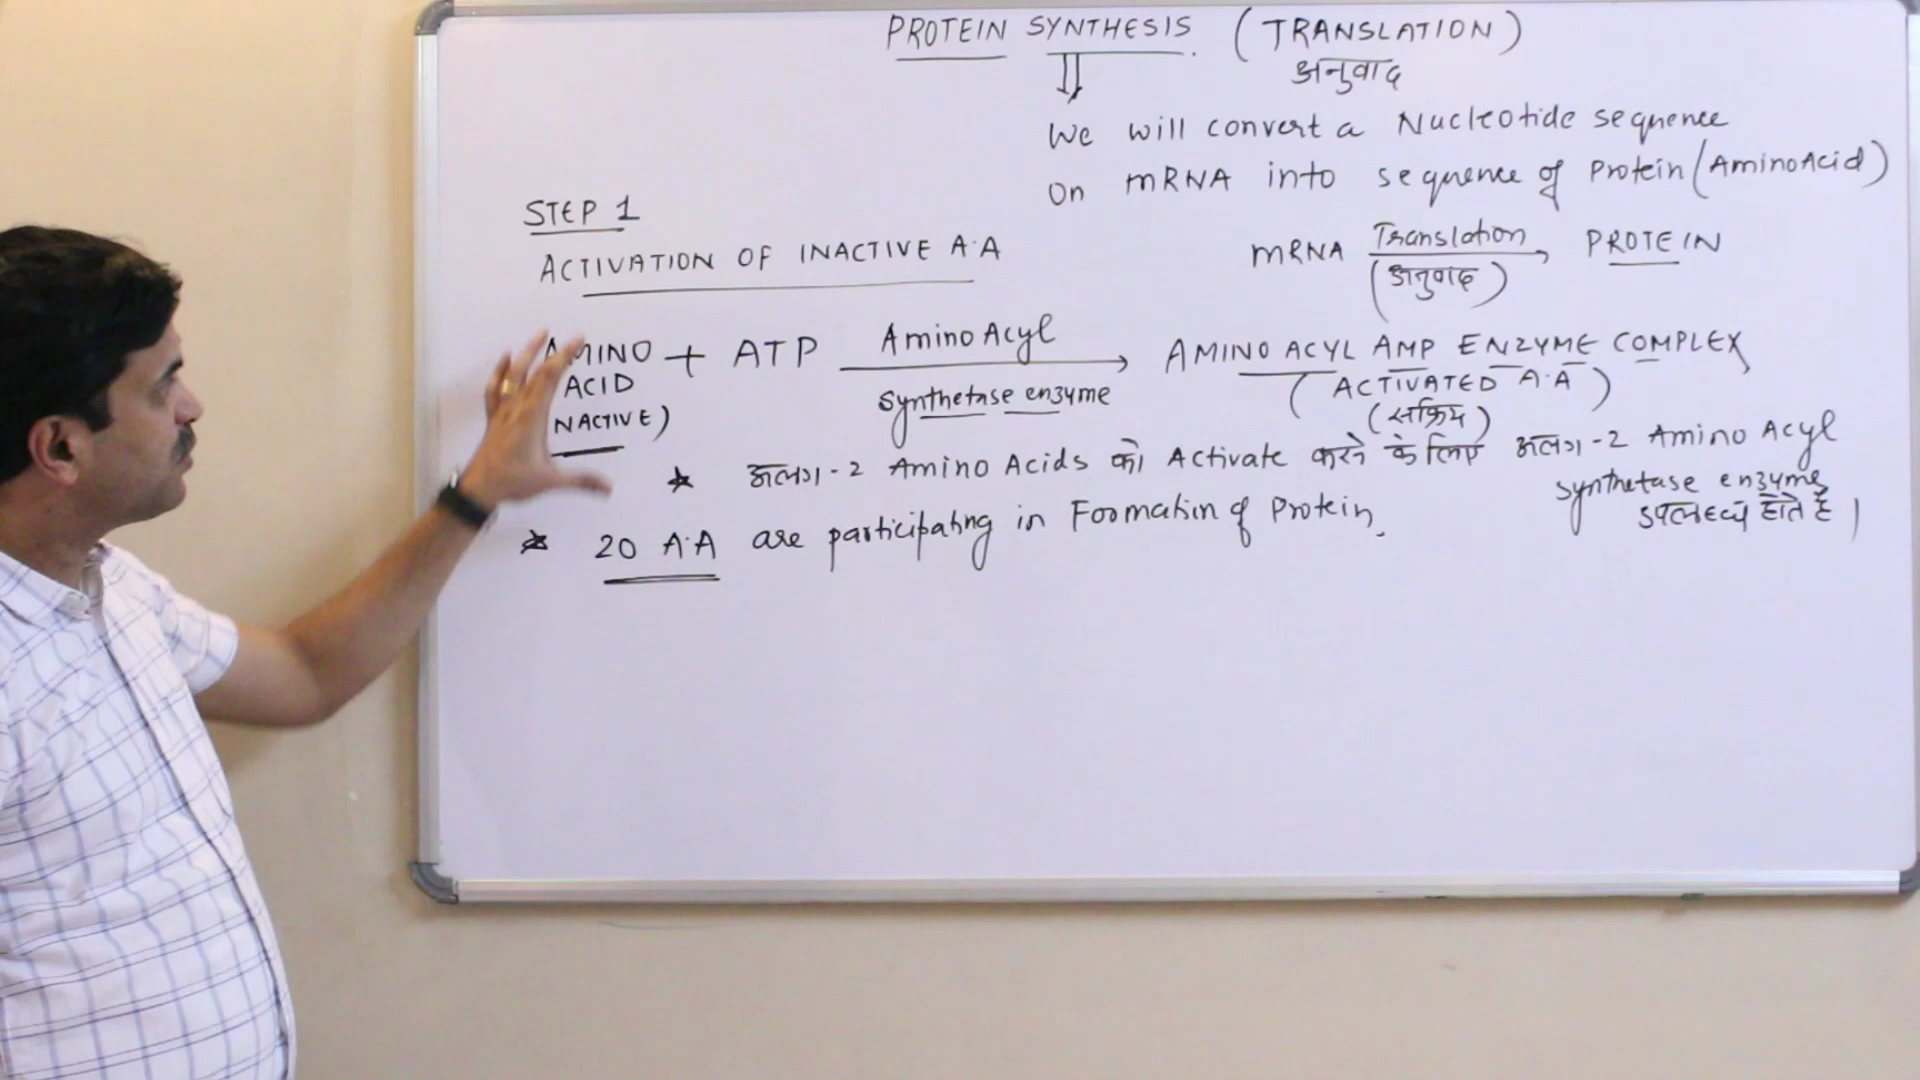 PROTEIN SYNTHESIS. (TRANSLATION)
अनुवाद
We will convert a Nucleotide sequence
on mRNA into sequence of Protein (Amino Acid)
mRNA Translation PROTEIN
(अनुवाद)
STEP 1
ACTIVATION OF INACTIVE A.A
AMINO + ATP Amino Acyl AMINO ACYL AMP ENZYME COMPLEX
ACID synthetase enzyme (ACTIVATED A.A)
NACTIVE) (सक्रिय)
★ अलग-2 Amino Acids को Activate करने के लिए अलग-2 Amino Acyl
synthetase enzyme
होते हैं।
★ 20 A.A are participating in Formation of Protein.